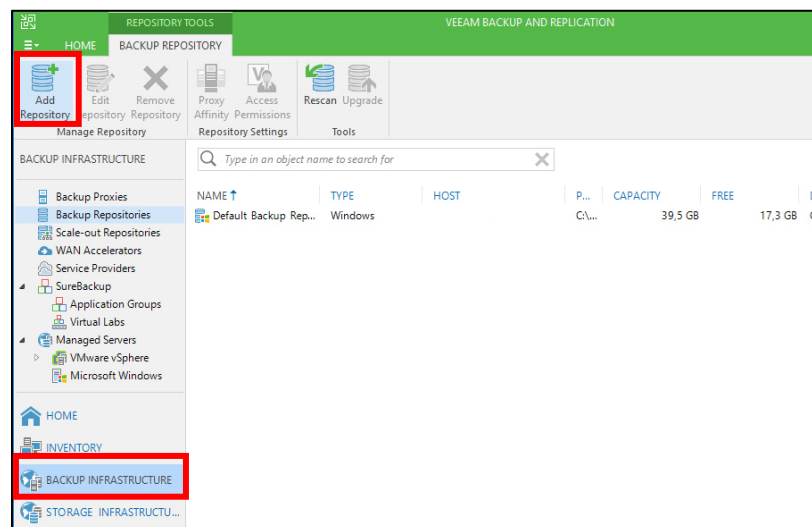 REPOSITORY TOOLS
VEEAM BACKUP AND REPLICATION
HOME
BACKUP REPOSITORY
Add Repository
Edit Repository
Remove Repository
Proxy Affinity
Access Permissions
Rescan
Upgrade
Manage Repository
Repository Settings
Tools
BACKUP INFRASTRUCTURE
Type in an object name to search for
Backup Proxies
Backup Repositories
Scale-out Repositories
WAN Accelerators
Service Providers
SureBackup
Application Groups
Virtual Labs
Managed Servers
VMware vSphere
Microsoft Windows
NAME TYPE HOST P... CAPACITY FREE
Default Backup Rep... Windows C:\... 39,5 GB 17,3 GB
HOME
INVENTORY
BACKUP INFRASTRUCTURE
STORAGE INFRASTRUCTU...